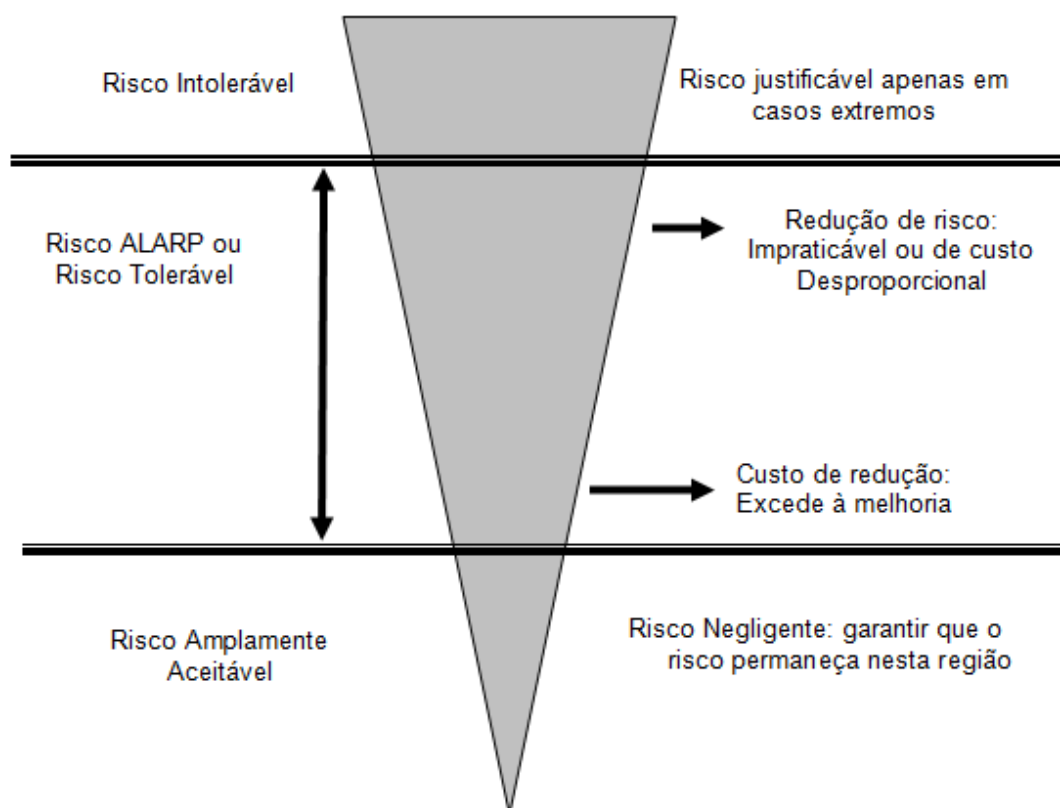 Risco Intolerável
Risco justificável apenas em
casos extremos
Risco ALARP ou
Risco Tolerável
Redução de risco:
Impraticável ou de custo
Desproporcional
Custo de redução:
Excede à melhoria
Risco Amplamente
Aceitável
Risco Negligente: garantir que o
risco permaneça nesta região